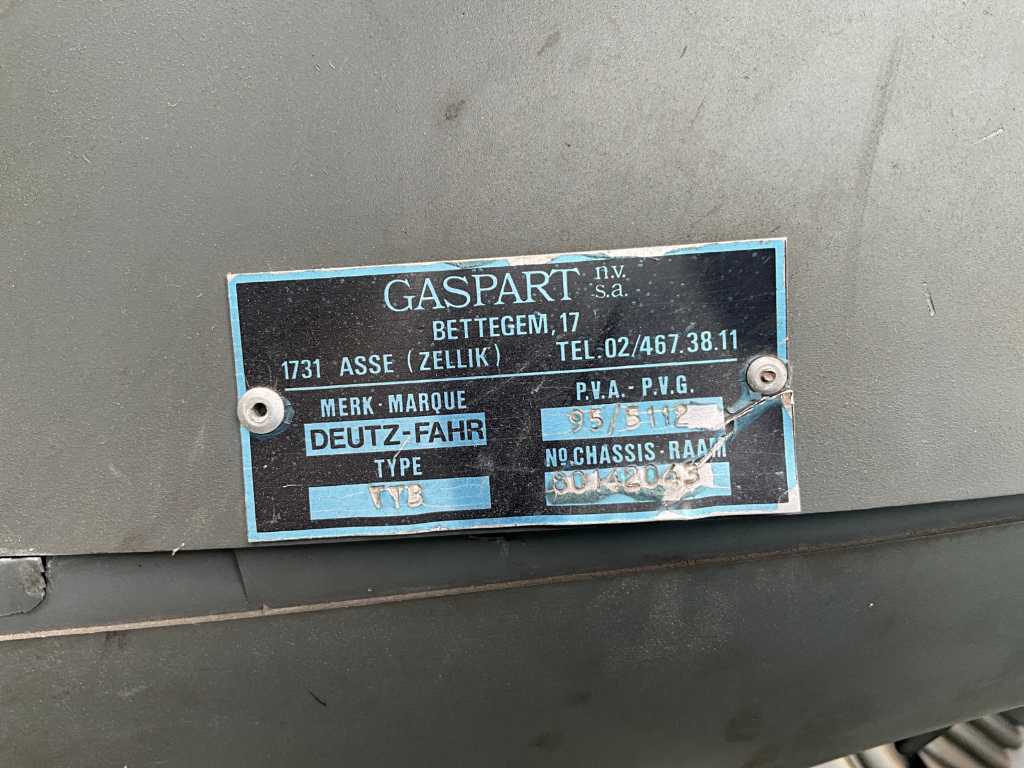 GASPART n.v. s.a.
BETTEGEM, 17
1731 ASSE (ZELLIK) TEL. 02/467.38.11
MERK - MARQUE
DEUTZ-FAHR
TYPE
P.V.A. - P.V.G.
95/5112
No. CHASSIS - RAAM
80142043